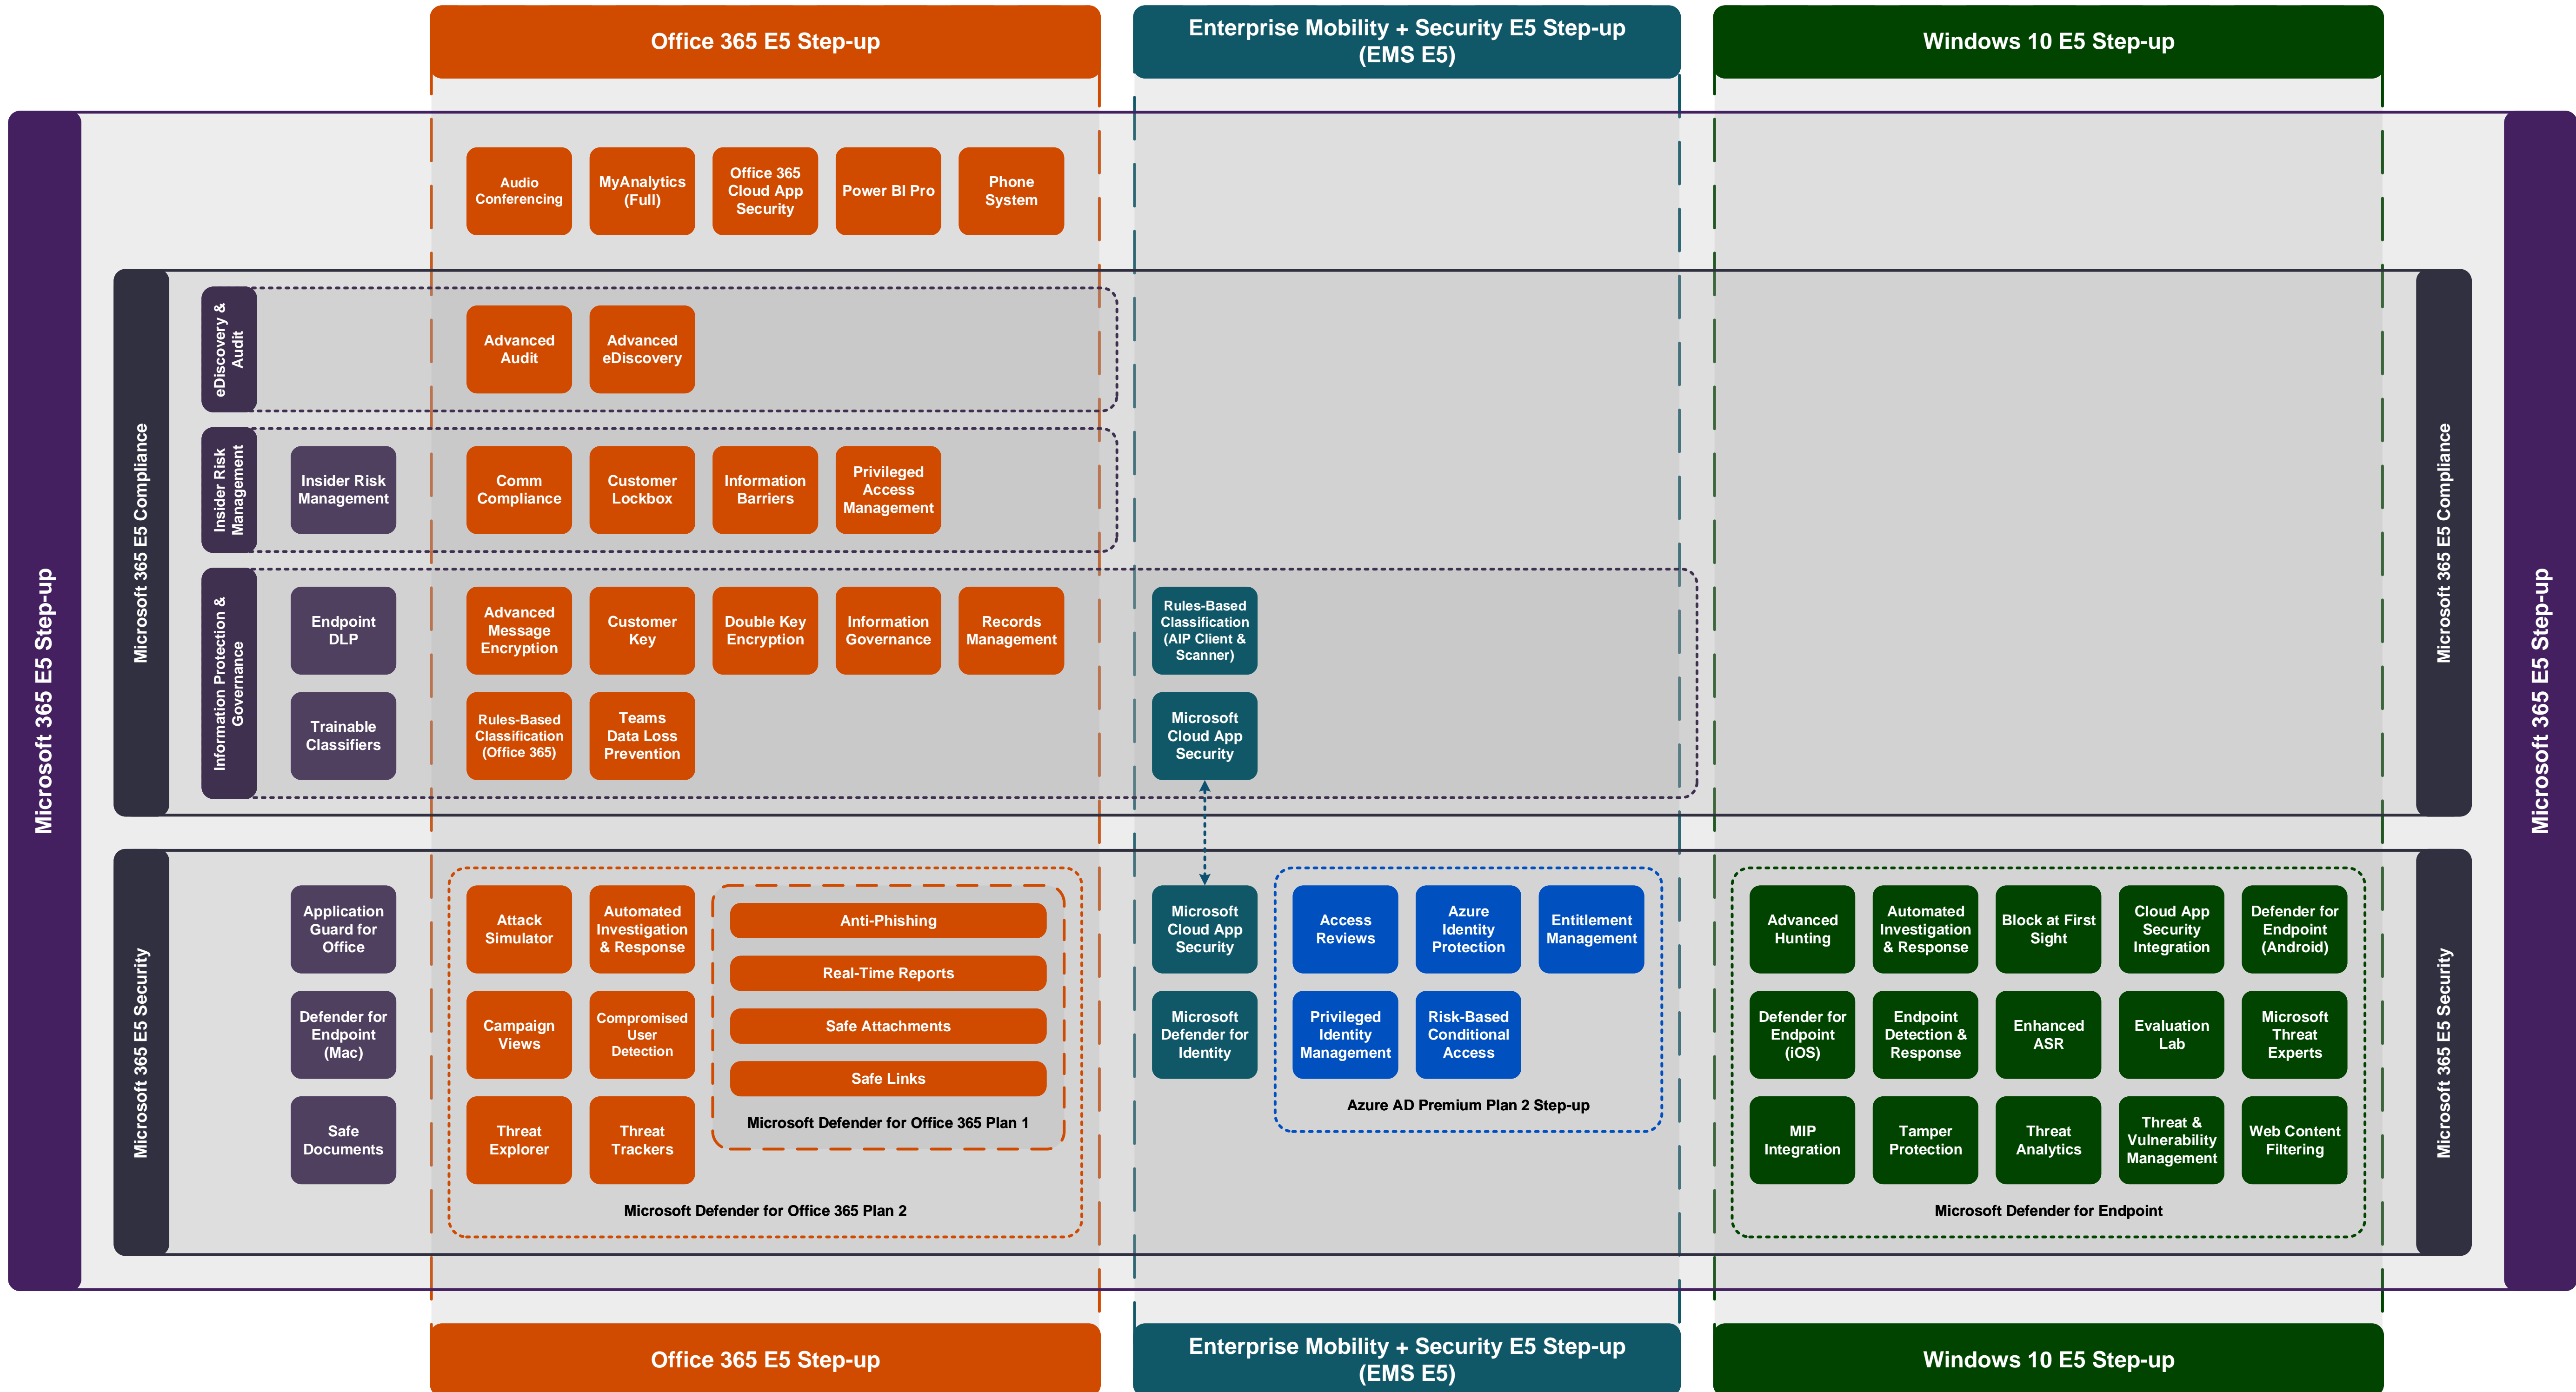 Office 365 E5 Step-up
Enterprise Mobility + Security E5 Step-up
(EMS E5)
Windows 10 E5 Step-up
Microsoft 365 E5 Step-up
Microsoft 365 E5 Step-up
Audio
Conferencing
MyAnalytics
(Full)
Office 365
Cloud App
Security
Power BI Pro
Phone
System
Microsoft 365 E5 Compliance
Microsoft 365 E5 Compliance
eDiscovery &
Audit
Advanced
Audit
Advanced
eDiscovery
Insider Risk
Management
Insider Risk
Management
Comm
Compliance
Customer
Lockbox
Information
Barriers
Privileged
Access
Management
Information Protection &
Governance
Endpoint
DLP
Advanced
Message
Encryption
Customer
Key
Double Key
Encryption
Information
Governance
Records
Management
Rules-Based
Classification
(AIP Client &
Scanner)
Trainable
Classifiers
Rules-Based
Classification
(Office 365)
Teams
Data Loss
Prevention
Microsoft
Cloud App
Security
Microsoft 365 E5 Security
Microsoft 365 E5 Security
Application
Guard for
Office
Defender for
Endpoint
(Mac)
Safe
Documents
Attack
Simulator
Automated
Investigation
& Response
Campaign
Views
Compromised
User
Detection
Threat
Explorer
Threat
Trackers
Anti-Phishing
Real-Time Reports
Safe Attachments
Safe Links
Microsoft Defender for Office 365 Plan 1
Microsoft Defender for Office 365 Plan 2
Microsoft
Cloud App
Security
Microsoft
Defender for
Identity
Access
Reviews
Azure
Identity
Protection
Entitlement
Management
Privileged
Identity
Management
Risk-Based
Conditional
Access
Azure AD Premium Plan 2 Step-up
Advanced
Hunting
Automated
Investigation
& Response
Block at First
Sight
Cloud App
Security
Integration
Defender for
Endpoint
(Android)
Defender for
Endpoint
(iOS)
Endpoint
Detection &
Response
Enhanced
ASR
Evaluation
Lab
Microsoft
Threat
Experts
MIP
Integration
Tamper
Protection
Threat
Analytics
Threat &
Vulnerability
Management
Web Content
Filtering
Microsoft Defender for Endpoint
Office 365 E5 Step-up
Enterprise Mobility + Security E5 Step-up
(EMS E5)
Windows 10 E5 Step-up